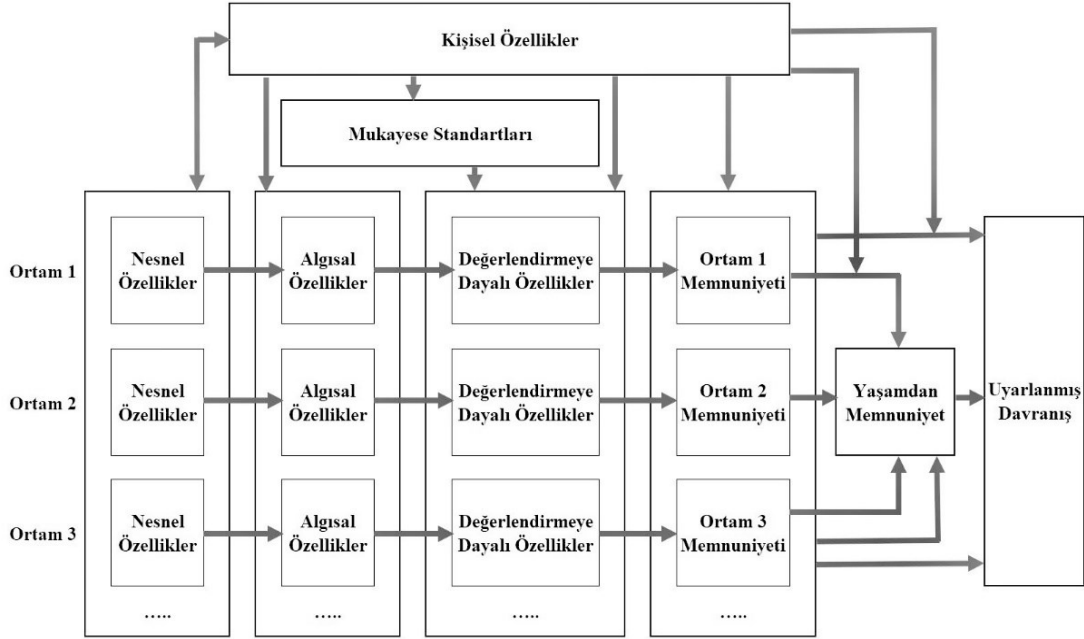 Kişisel Özellikler
Mukayese Standartları
Ortam 1
Nesnel
Özellikler
Algısal
Özellikler
Değerlendirmeye
Dayalı Özellikler
Ortam 1
Memnuniyeti
Ortam 2
Nesnel
Özellikler
Algısal
Özellikler
Değerlendirmeye
Dayalı Özellikler
Ortam 2
Memnuniyeti
Yaşamdan
Memnuniyet
Uyarlanmış
Davranış
Ortam 3
Nesnel
Özellikler
Algısal
Özellikler
Değerlendirmeye
Dayalı Özellikler
Ortam 3
Memnuniyeti
.....
.....
.....
.....